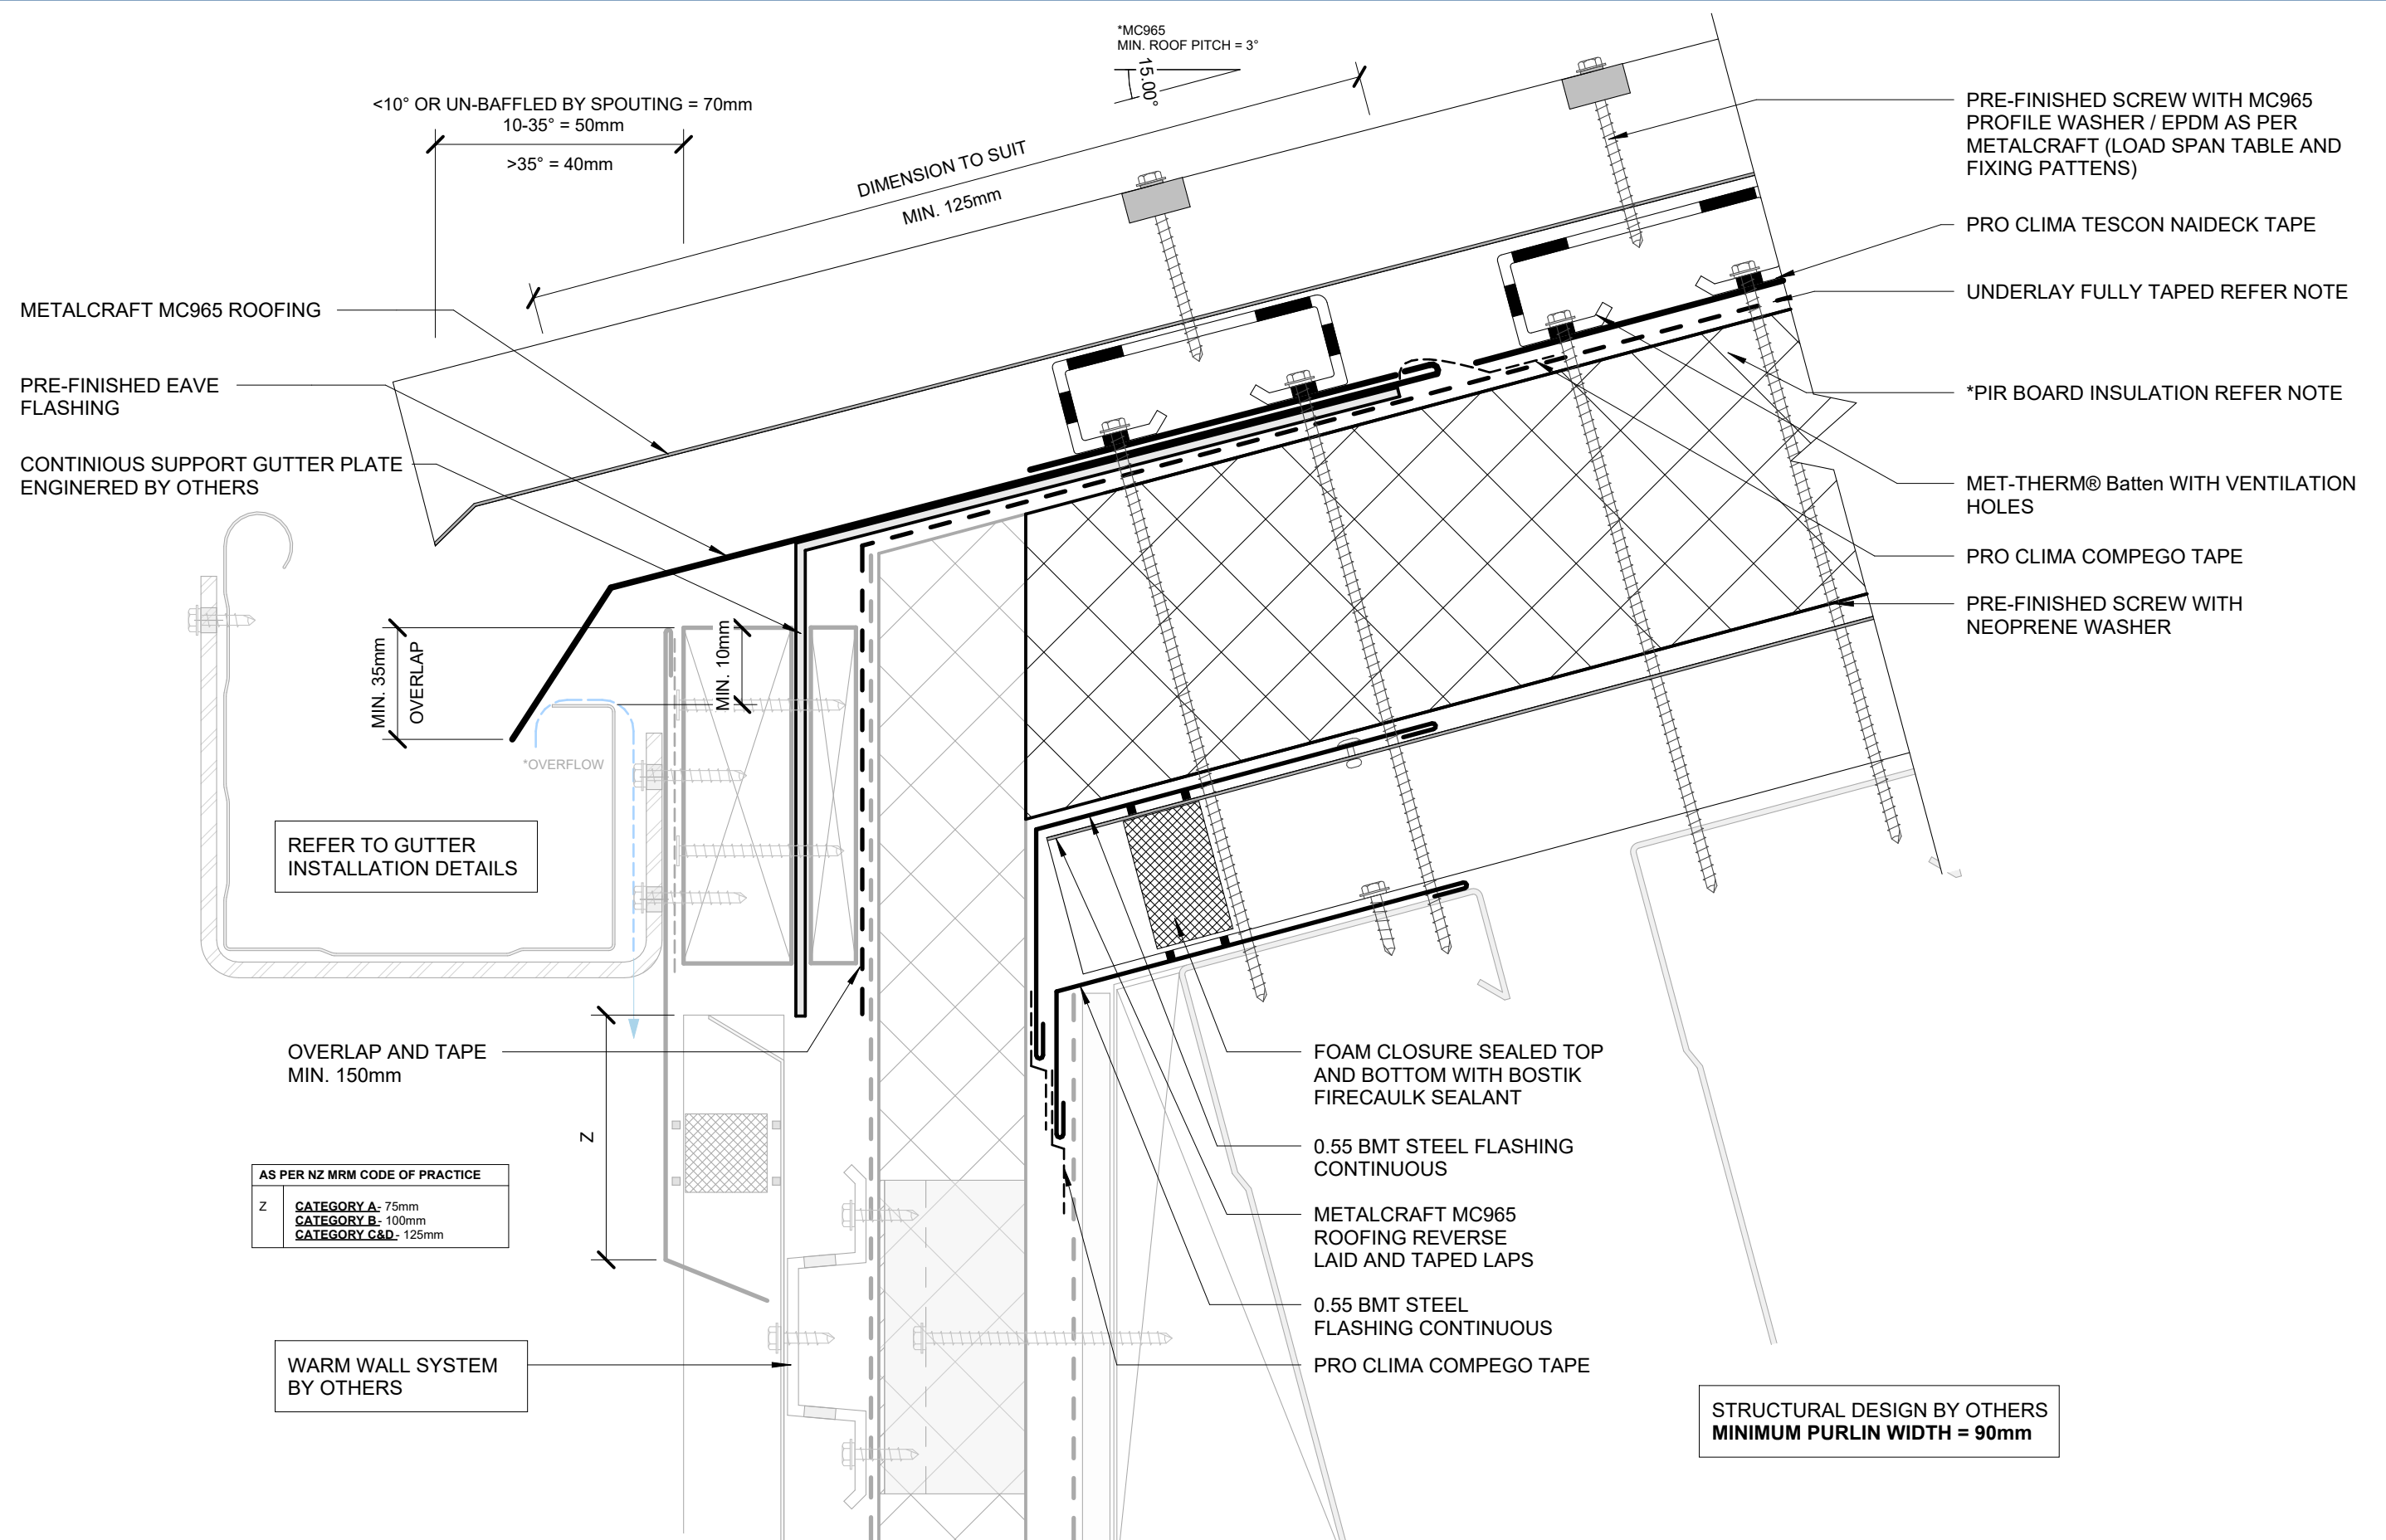 *MC965
MIN. ROOF PITCH = 3°
15.00°
<10° OR UN-BAFFLED BY SPOUTING = 70mm
10-35° = 50mm
>35° = 40mm
DIMENSION TO SUIT
MIN. 125mm
METALCRAFT MC965 ROOFING
PRE-FINISHED EAVE
FLASHING
CONTINIOUS SUPPORT GUTTER PLATE
ENGINERED BY OTHERS
PRE-FINISHED SCREW WITH MC965
PROFILE WASHER / EPDM AS PER
METALCRAFT (LOAD SPAN TABLE AND
FIXING PATTENS)
PRO CLIMA TESCON NAIDECK TAPE
UNDERLAY FULLY TAPED REFER NOTE
*PIR BOARD INSULATION REFER NOTE
MET-THERM® Batten WITH VENTILATION
HOLES
PRO CLIMA COMPEGO TAPE
PRE-FINISHED SCREW WITH
NEOPRENE WASHER
MIN. 35mm
OVERLAP
MIN. 10mm
*OVERFLOW
REFER TO GUTTER
INSTALLATION DETAILS
OVERLAP AND TAPE
MIN. 150mm
Z
AS PER NZ MRM CODE OF PRACTICE
Z
CATEGORY A- 75mm
CATEGORY B- 100mm
CATEGORY C&D- 125mm
WARM WALL SYSTEM
BY OTHERS
FOAM CLOSURE SEALED TOP
AND BOTTOM WITH BOSTIK
FIRECAULK SEALANT
0.55 BMT STEEL FLASHING
CONTINUOUS
METALCRAFT MC965
ROOFING REVERSE
LAID AND TAPED LAPS
0.55 BMT STEEL
FLASHING CONTINUOUS
PRO CLIMA COMPEGO TAPE
STRUCTURAL DESIGN BY OTHERS
MINIMUM PURLIN WIDTH = 90mm